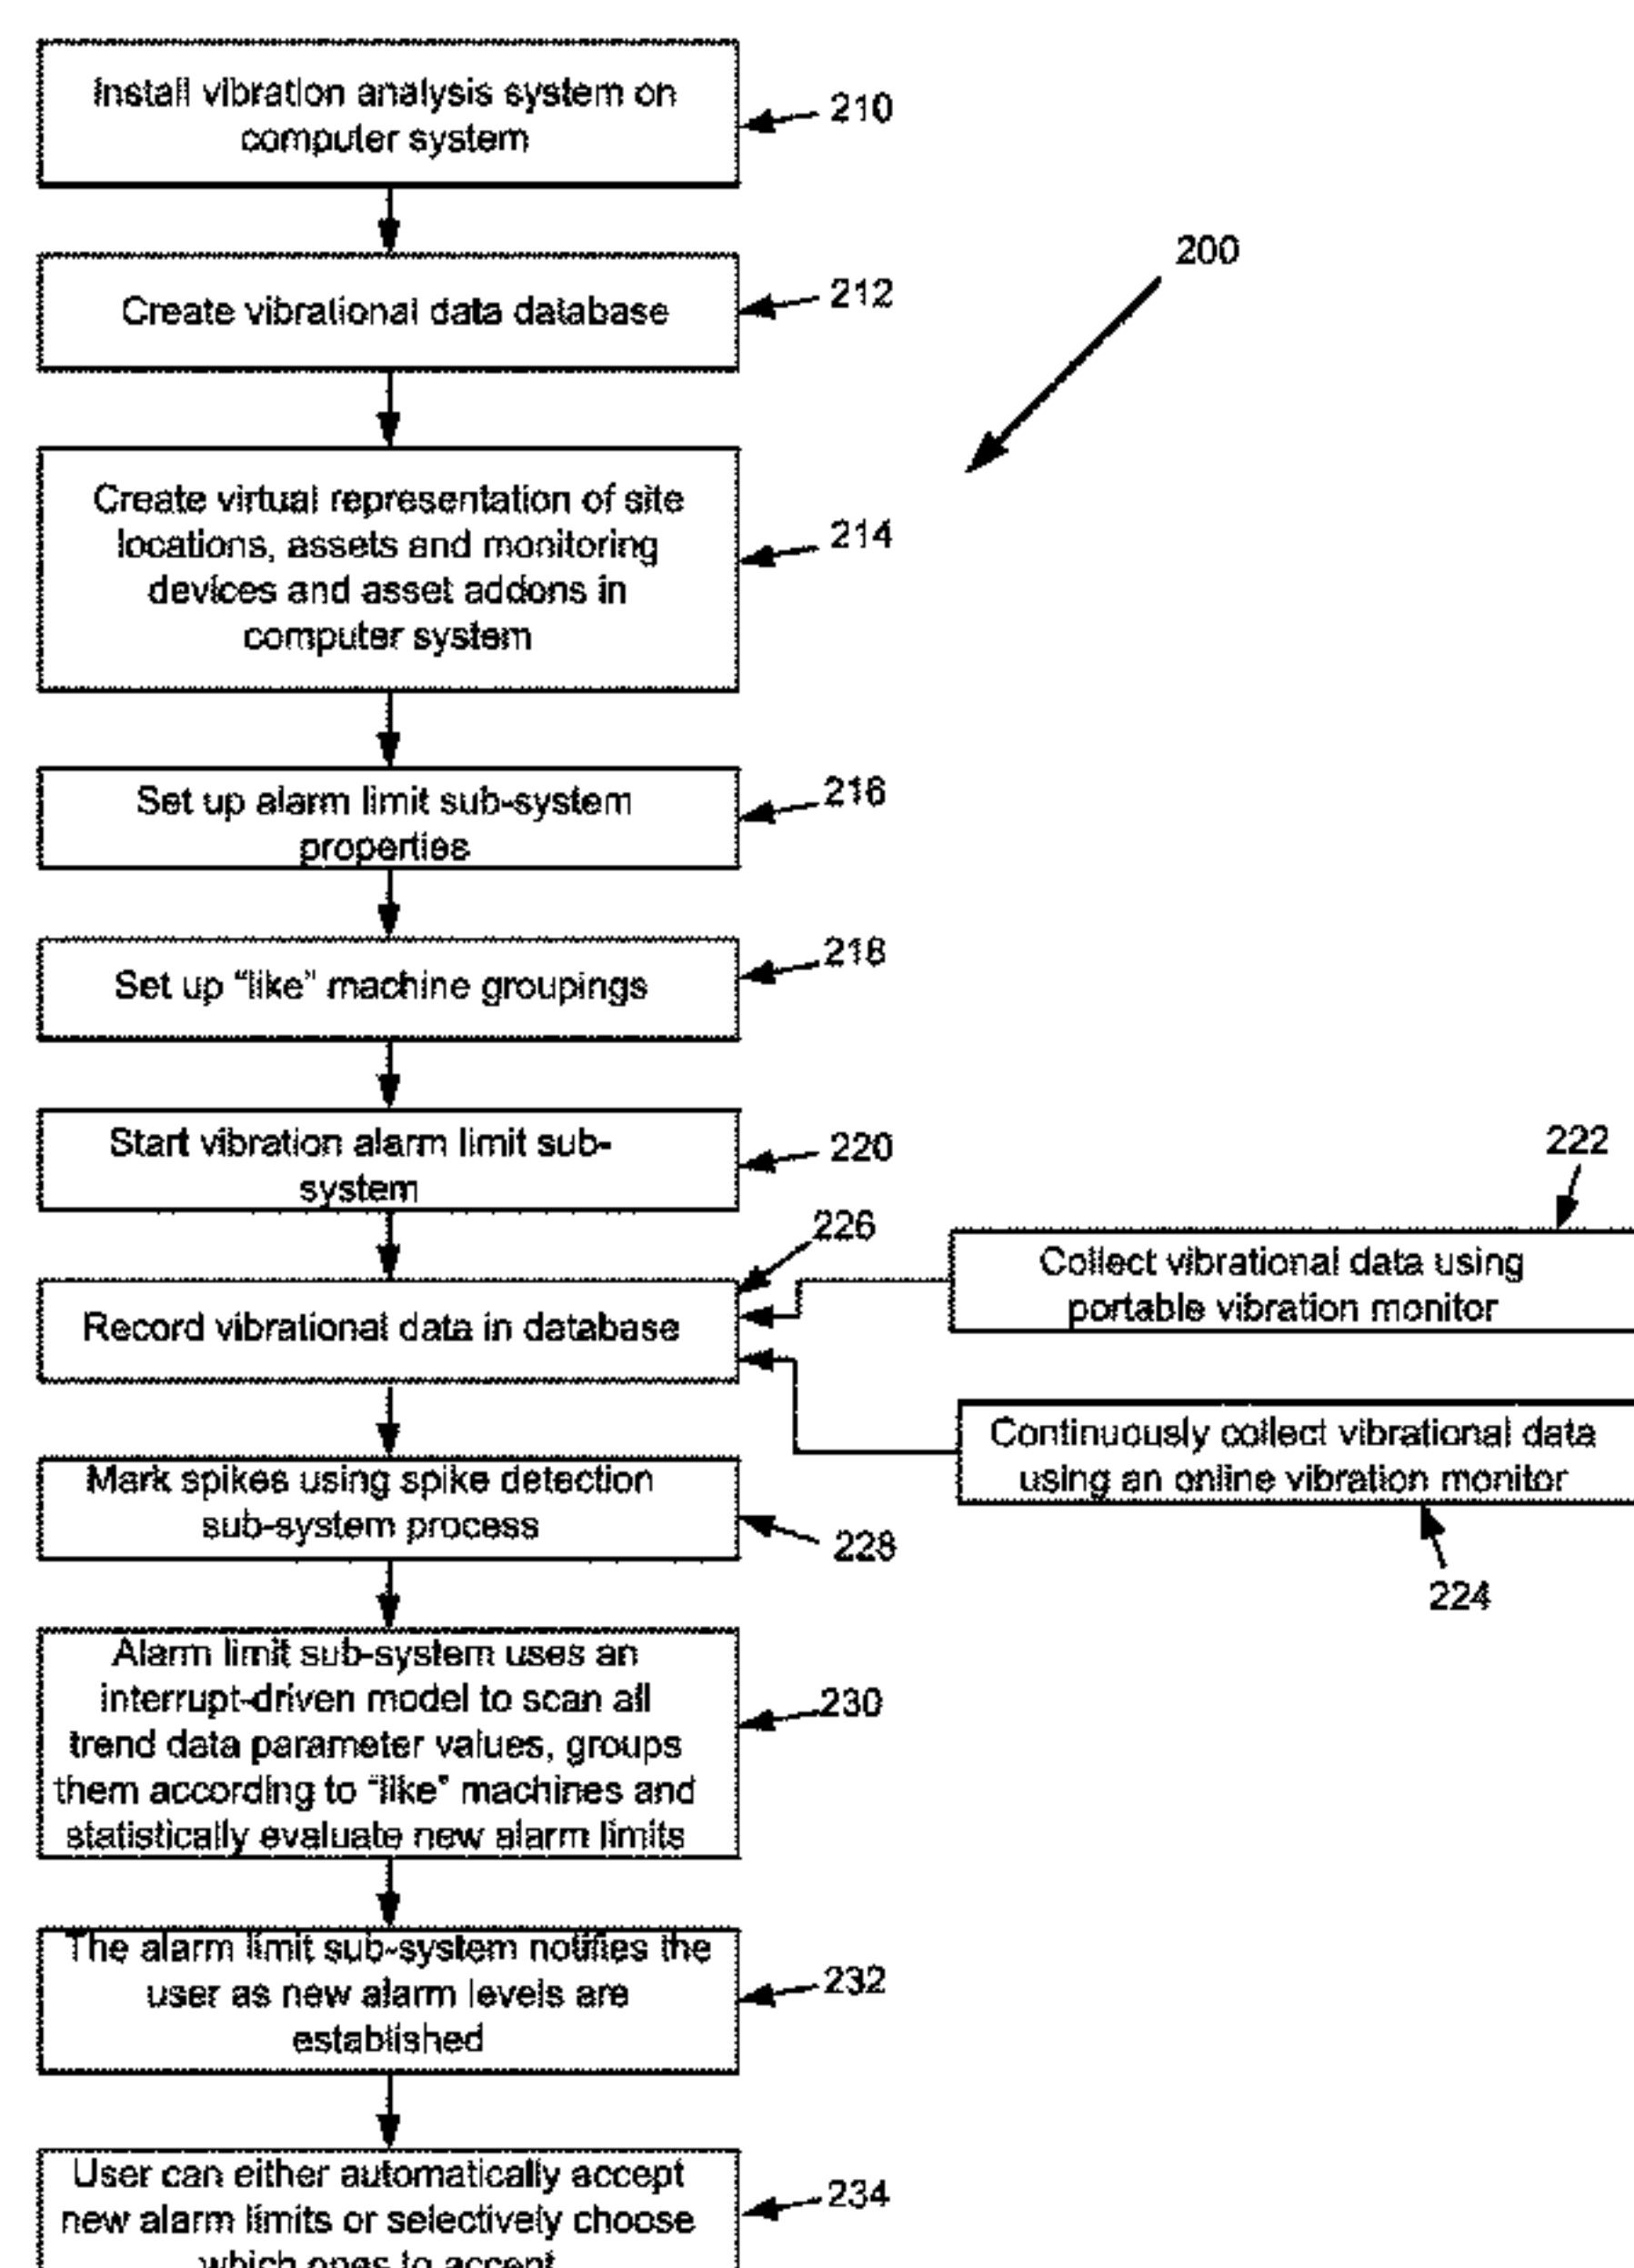 Install vibration analysis system on
computer system
210
Create vibrational data database
212
200
Create virtual representation of site
locations, assets and monitoring
devices and asset addons in
computer system
214
Set up alarm limit sub-system
properties
216
Set up “like” machine groupings
218
Start vibration alarm limit sub-
system
220
222
226
Record vibrational data in database
Collect vibrational data using
portable vibration monitor
Continuously collect vibrational data
using an online vibration monitor
224
Mark spikes using spike detection
sub-system process
228
Alarm limit sub-system uses an
interrupt-driven model to scan all
trend data parameter values, groups
them according to “like” machines and
statistically evaluate new alarm limits
230
The alarm limit sub-system notifies the
user as new alarm levels are
established
232
User can either automatically accept
new alarm limits or selectively choose
which ones to accept
234